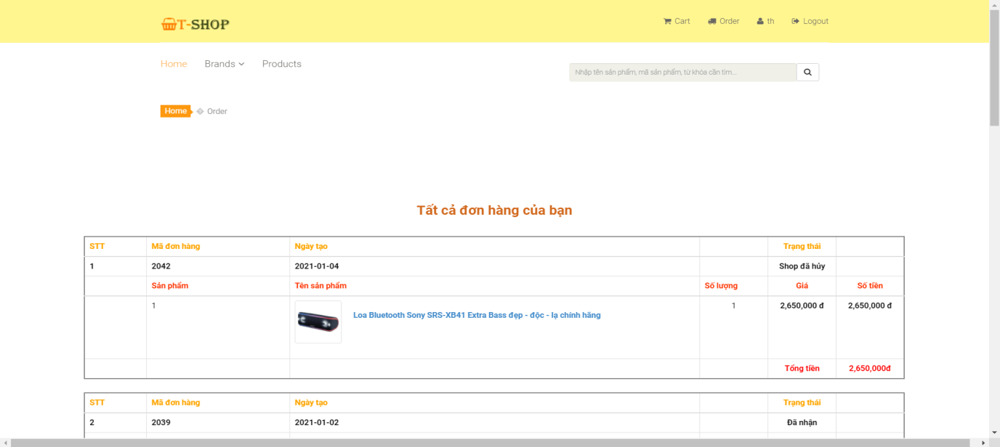 T-SHOP
Cart Order th Logout
Home Brands Products
Nhập tên sản phẩm, mã sản phẩm, từ khóa cần tìm...
Home � Order
Tất cả đơn hàng của bạn
STT Mã đơn hàng Ngày tạo Trạng thái
1 2042 2021-01-04 Shop đã hủy
Sản phẩm Tên sản phẩm Số lượng Giá Số tiền
1 Loa Bluetooth Sony SRS-XB41 Extra Bass đẹp - độc - lạ chính hãng 1 2,650,000 đ 2,650,000 đ
Tổng tiền 2,650,000đ
STT Mã đơn hàng Ngày tạo Trạng thái
2 2039 2021-01-02 Đã nhận